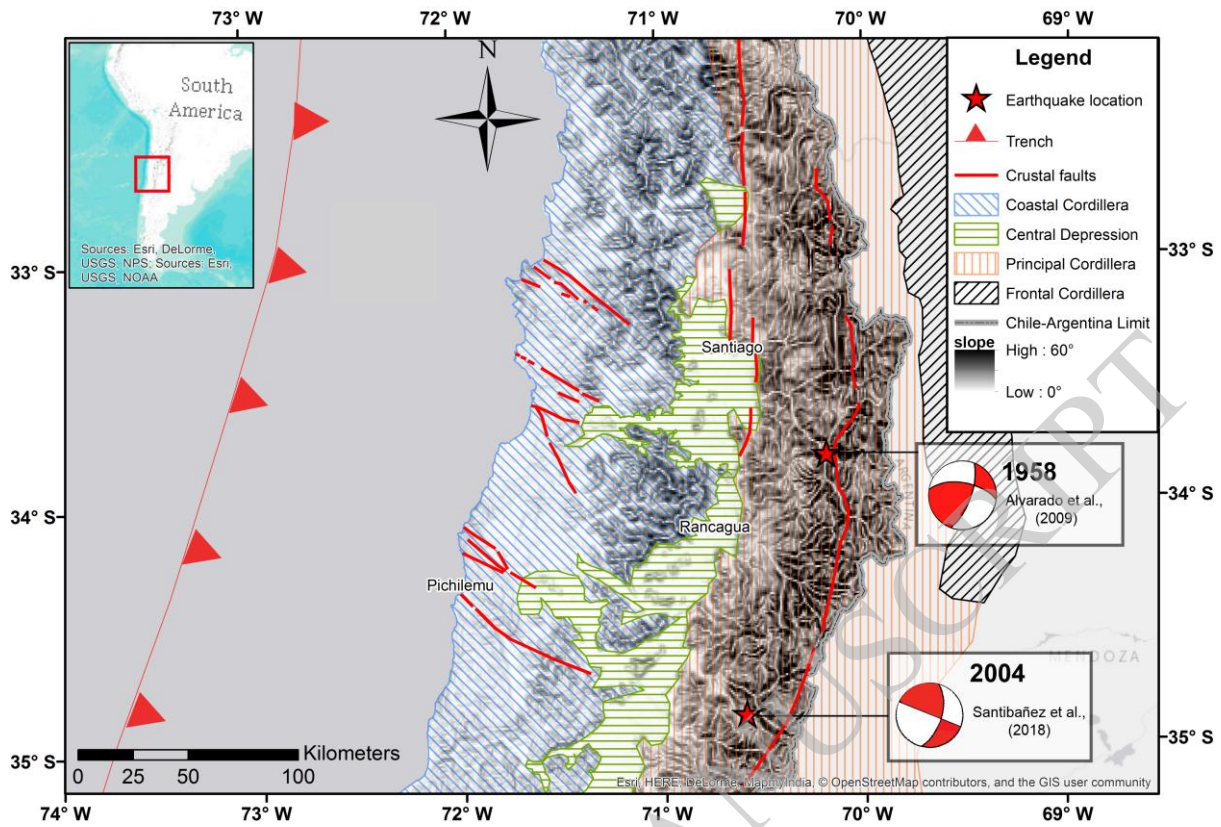 73° W
72° W
71° W
70° W
69° W
South
America
Sources: Esri, DeLorme,
USGS, NPS; Sources: Esri,
USGS, NOAA
N
Legend
Earthquake location
Trench
Crustal faults
Coastal Cordillera
Central Depression
Principal Cordillera
Frontal Cordillera
Chile-Argentina Limit
slope
High : 60°
Low : 0°
33° S
33° S
Santiago
34° S
34° S
Rancagua
Pichilemu
ARGENTINA
1958
Alvarado et al.,
(2009)
MENDOZA
2004
Santibañez et al.,
(2018)
35° S
35° S
Kilometers
0 25 50 100
Esri, HERE, DeLorme, MapmyIndia, © OpenStreetMap contributors, and the GIS user community
74° W
73° W
72° W
71° W
70° W
69° W
USCRIPT